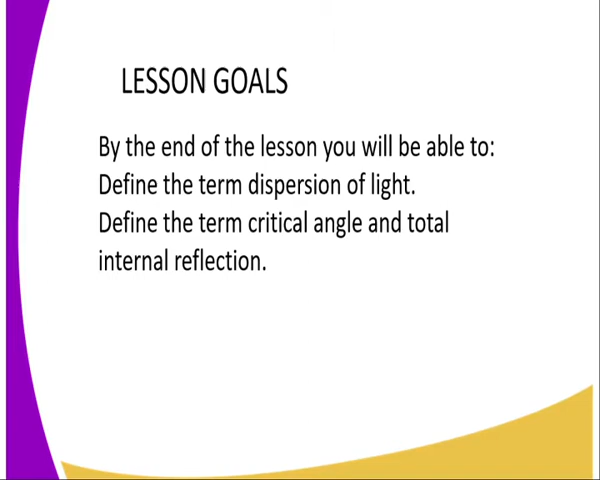 LESSON GOALS
By the end of the lesson you will be able to:
Define the term dispersion of light.
Define the term critical angle and total
internal reflection.